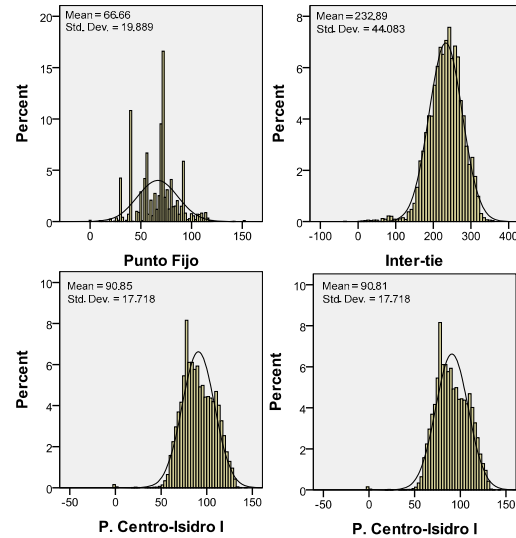 20
Mean = 66.66
Std. Dev. = 19.889
15
10
5
0
Percent
0 50 100 150
Punto Fijo
8
Mean = 232.89
Std. Dev. = 44.083
6
4
2
0
Percent
-100 0 100 200 300 400
Inter-tie
10
Mean = 90.85
Std. Dev. = 17.718
8
6
4
2
0
Percent
-50 0 50 100 150
P. Centro-Isidro I
10
Mean = 90.81
Std. Dev. = 17.718
8
6
4
2
0
Percent
-50 0 50 100 150
P. Centro-Isidro I